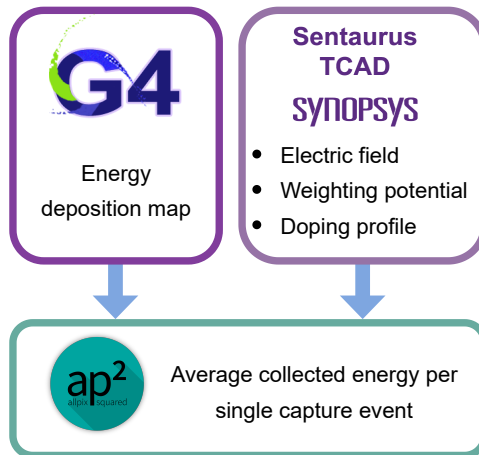 G4
Energy
deposition map
Sentaurus
TCAD
SYNOPSYS
• Electric field
• Weighting potential
• Doping profile
ap²
allpix squared
Average collected energy per
single capture event